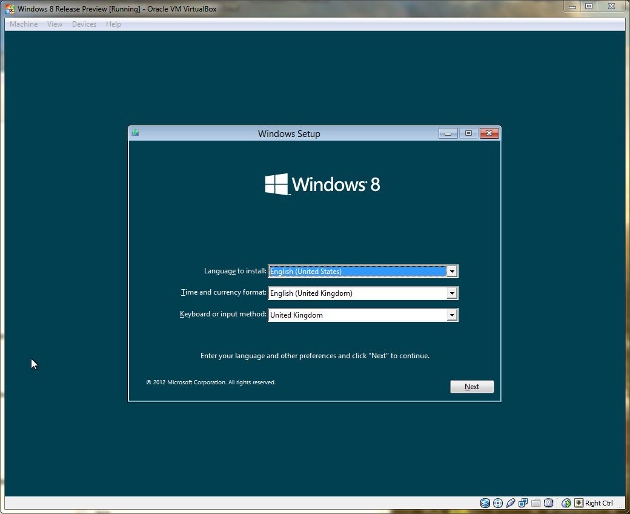 Windows 8 Release Preview [Running] - Oracle VM VirtualBox
Machine View Devices Help
Windows Setup
Windows 8
Language to install: English (United States)
Time and currency format: English (United Kingdom)
Keyboard or input method: United Kingdom
Enter your language and other preferences and click "Next" to continue.
© 2012 Microsoft Corporation. All rights reserved.
Next
Right Ctrl